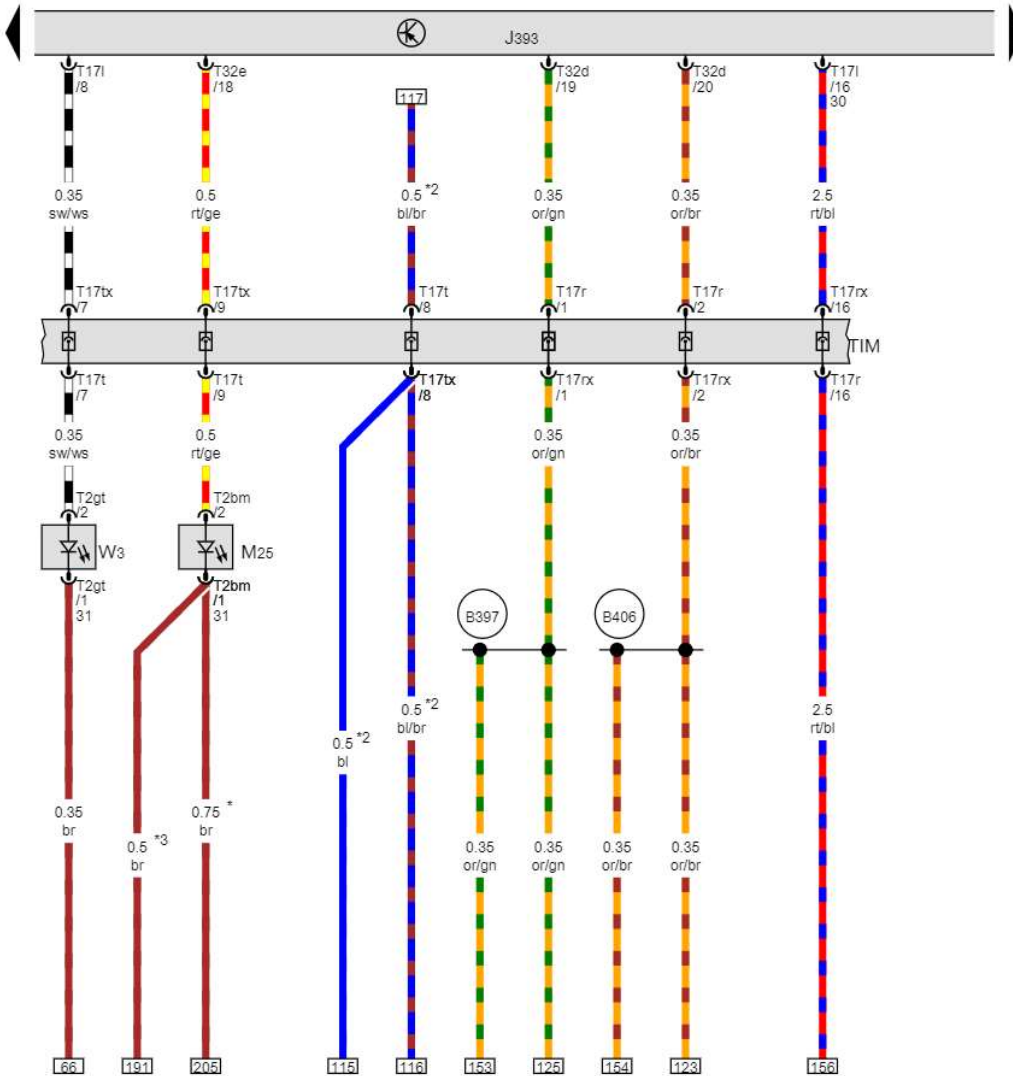 J393
T17l
/8
T32e
/18
T32d
/19
T32d
/20
T17l
/16
30
117
0.35
sw/ws
0.5
rt/ge
0.5 *2
bl/br
0.35
or/gn
0.35
or/br
2.5
rt/bl
T17tx
/7
T17tx
/9
T17t
/8
T17r
/1
T17r
/2
T17rx
/16
TIM
T17t
/7
T17t
/9
T17tx
/8
T17rx
/1
T17rx
/2
T17r
/16
0.35
sw/ws
0.5
rt/ge
0.35
or/gn
0.35
or/br
T2gt
/2
T2bm
/2
W3
M25
T2gt
/1
31
T2bm
/1
31
B397
B406
0.5 *2
bl
0.5 *2
bl/br
2.5
rt/bl
0.35
br
0.5 *3
br
0.75 *
br
0.35
or/gn
0.35
or/gn
0.35
or/br
0.35
or/br
66
191
205
115
116
153
125
154
123
156